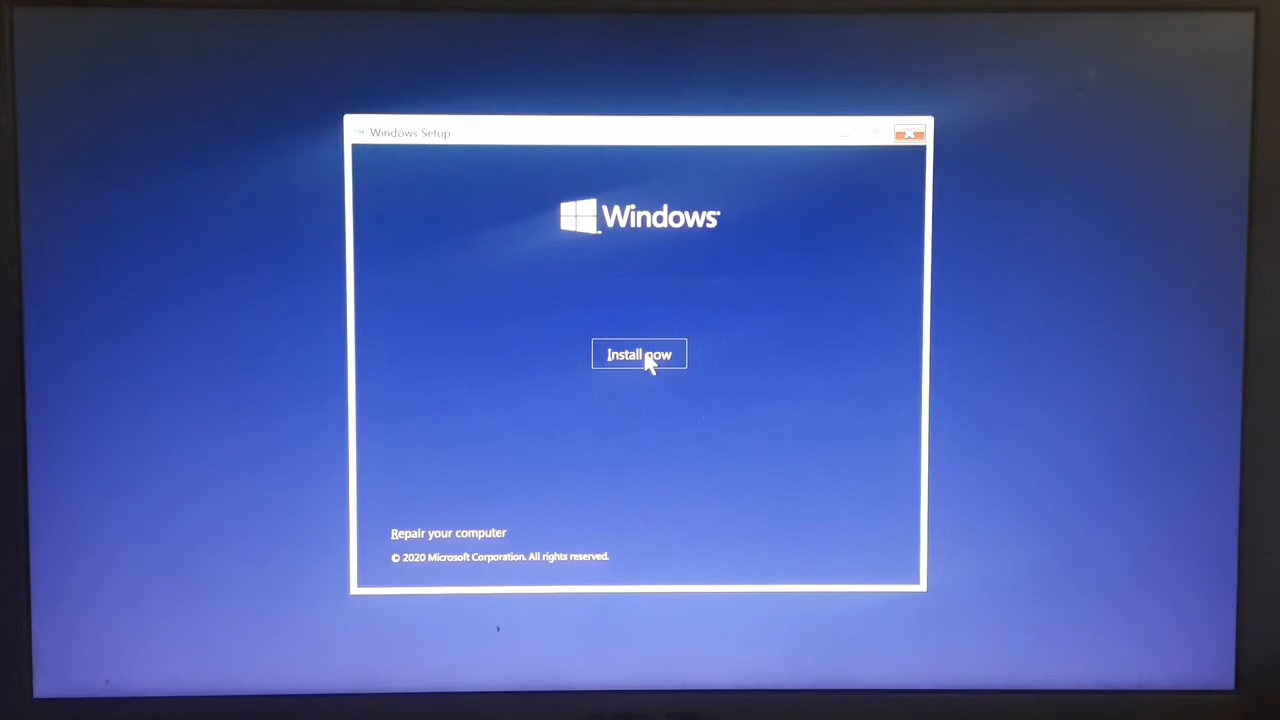 Windows Setup
Windows
Install now
Repair your computer
© 2020 Microsoft Corporation. All rights reserved.